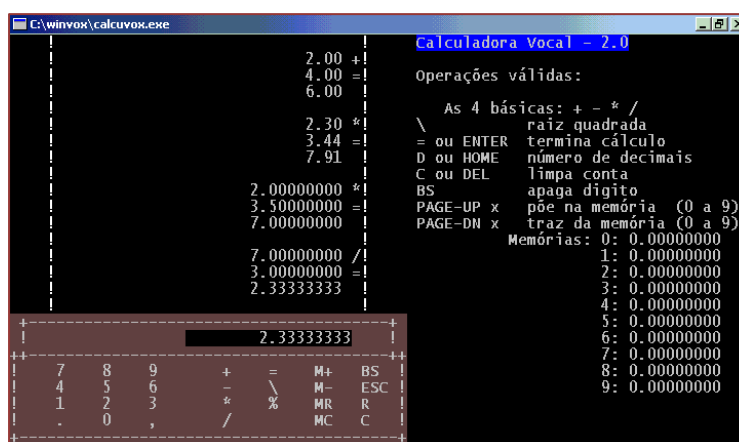 C:\winvox\calcuvox.exe
2.00 +!
4.00 =!
6.00 !
2.30 *!
3.44 =!
7.91 !
2.00000000 *!
3.50000000 =!
7.00000000 !
7.00000000 /!
3.00000000 =!
2.33333333 !
2.33333333
7 8 9 + = M+ BS
4 5 6 - \ M- ESC
1 2 3 * % MR R
. 0 , / MC C
Calculadora Vocal - 2.0
Operações válidas:
As 4 básicas: + - * /
\ raiz quadrada
= ou ENTER termina cálculo
D ou HOME número de decimais
C ou DEL limpa conta
BS apaga digito
PAGE-UP x põe na memória (0 a 9)
PAGE-DN x traz da memória (0 a 9)
Memórias: 0: 0.00000000
1: 0.00000000
2: 0.00000000
3: 0.00000000
4: 0.00000000
5: 0.00000000
6: 0.00000000
7: 0.00000000
8: 0.00000000
9: 0.00000000